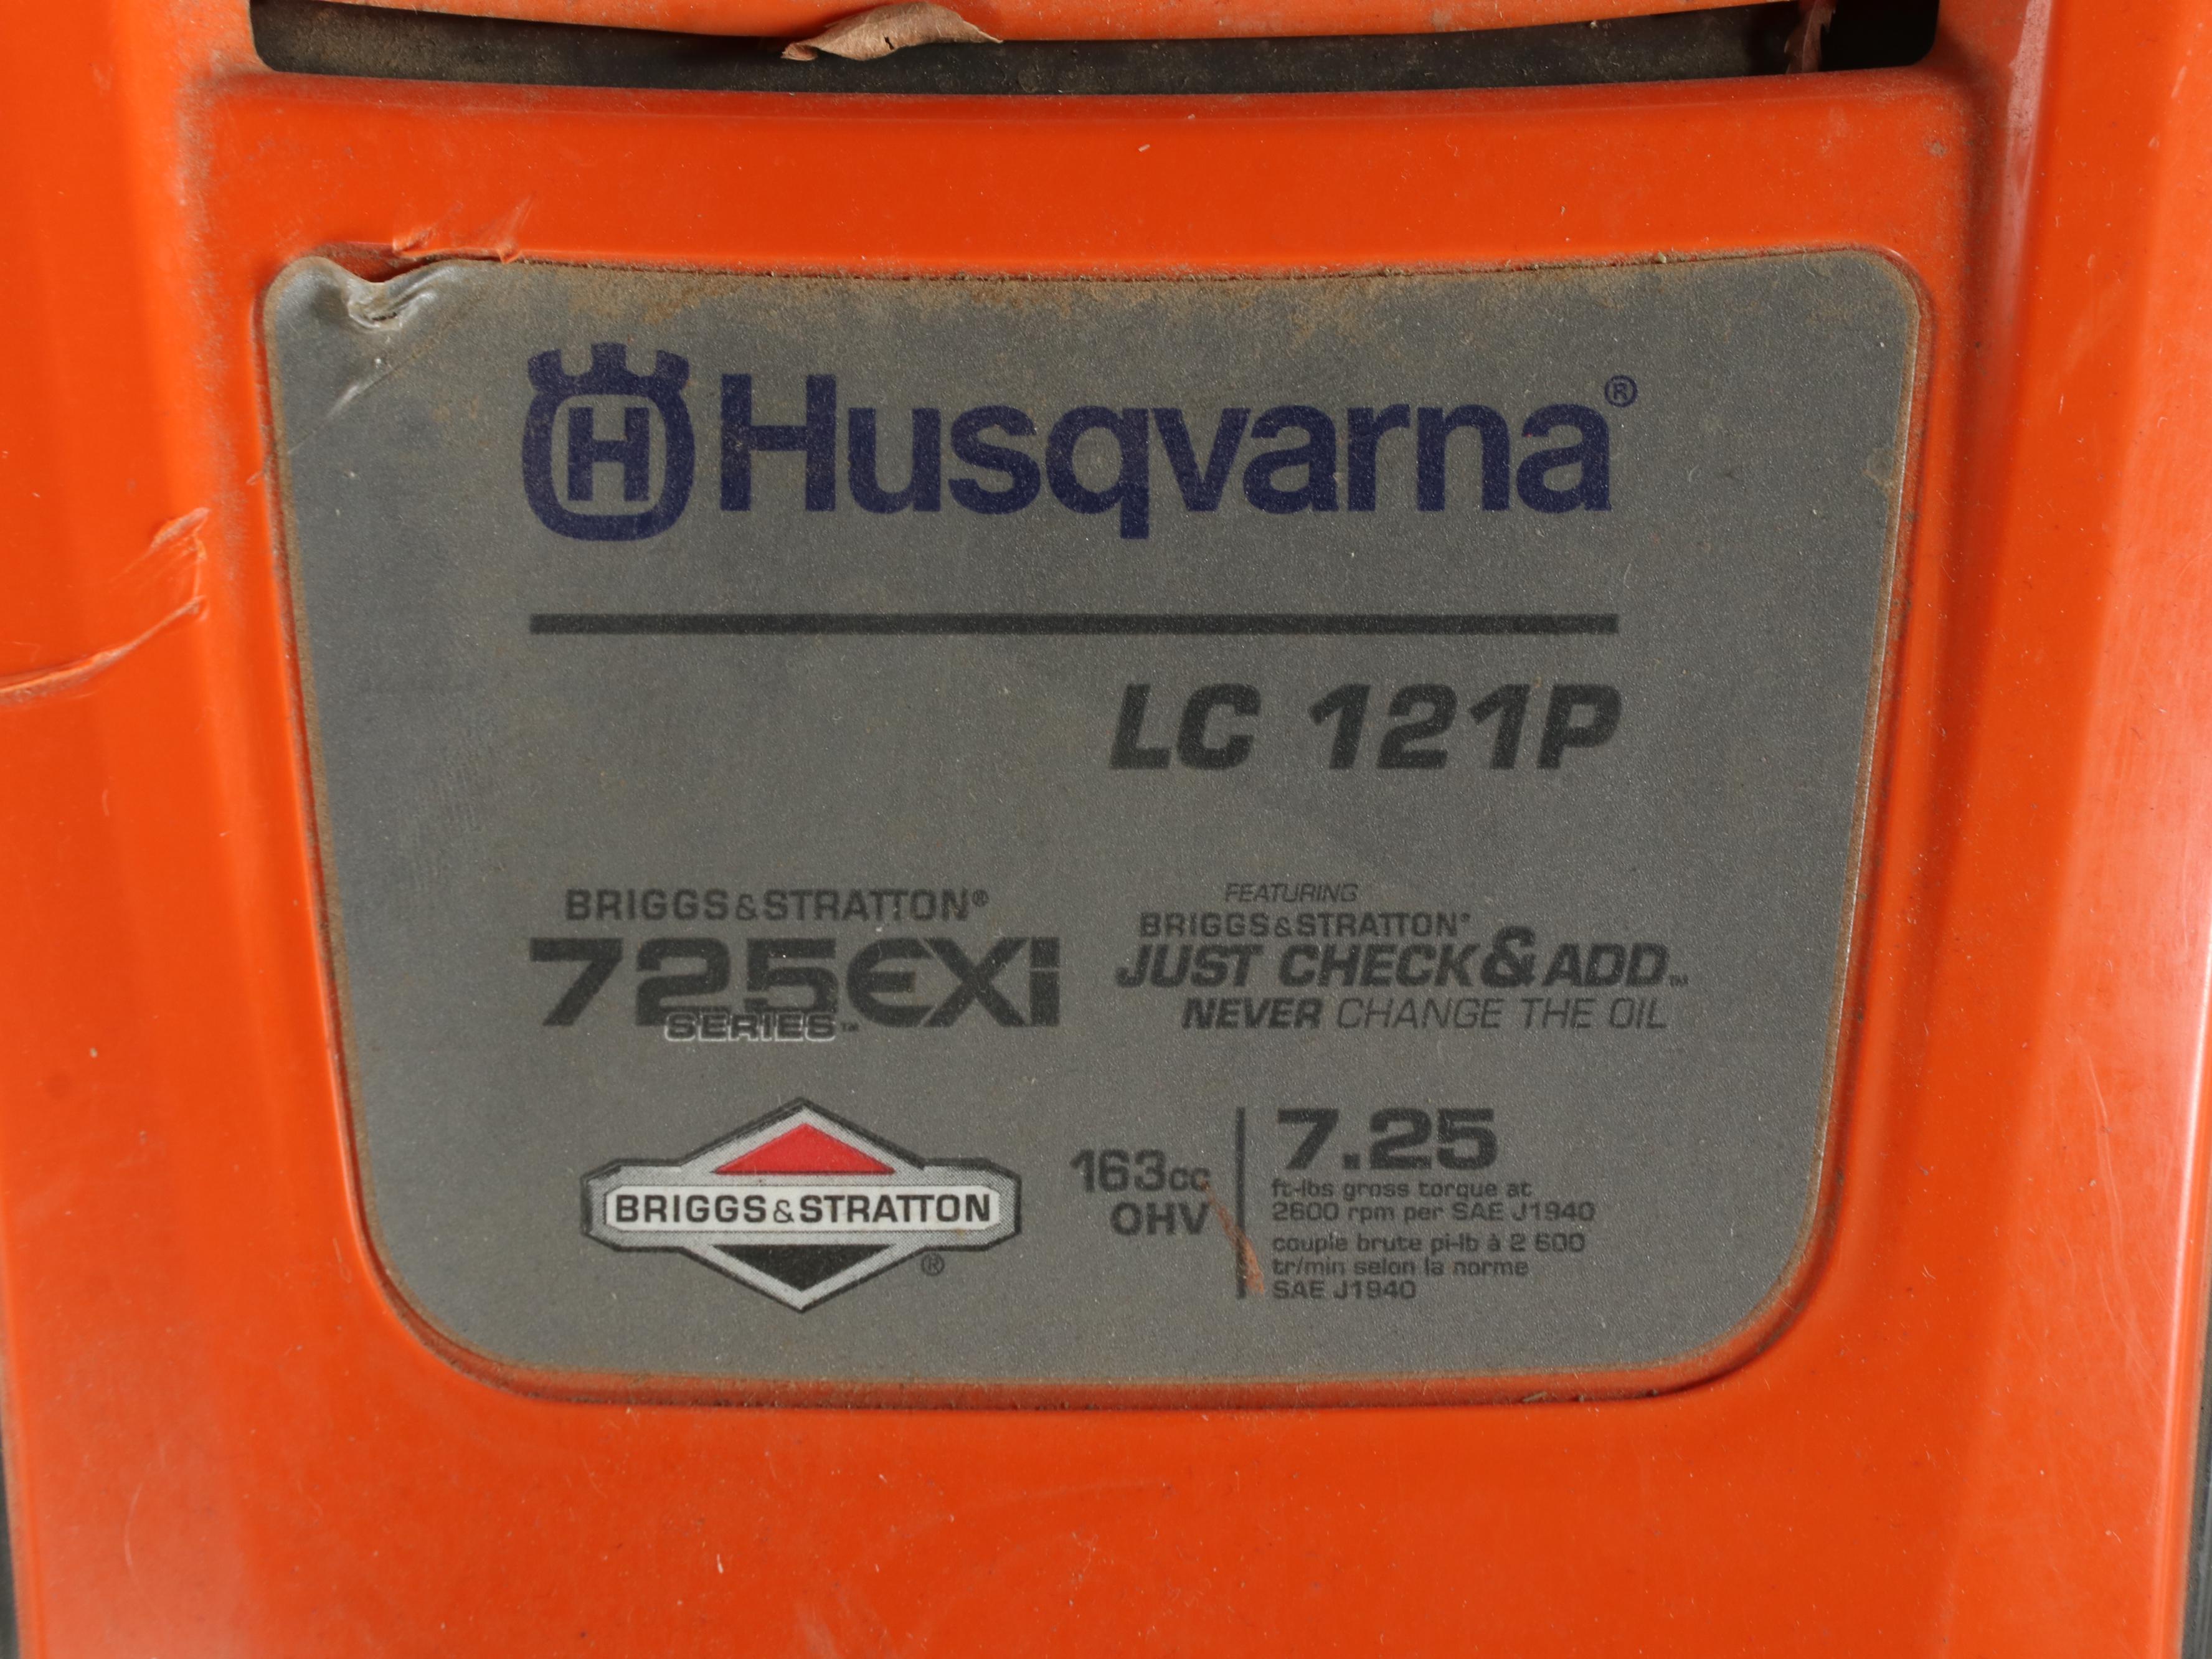 H Husqvarna®
LC 121P
BRIGGS&STRATTON®
725EXi
SERIES™
FEATURING
BRIGGS&STRATTON®
JUST CHECK&ADD™
NEVER CHANGE THE OIL
BRIGGS&STRATTON
®
163cc
OHV
7.25
ft-lbs gross torque at
2600 rpm per SAE J1940
couple brute pi-lb à 2 600
tr/min selon la norme
SAE J1940